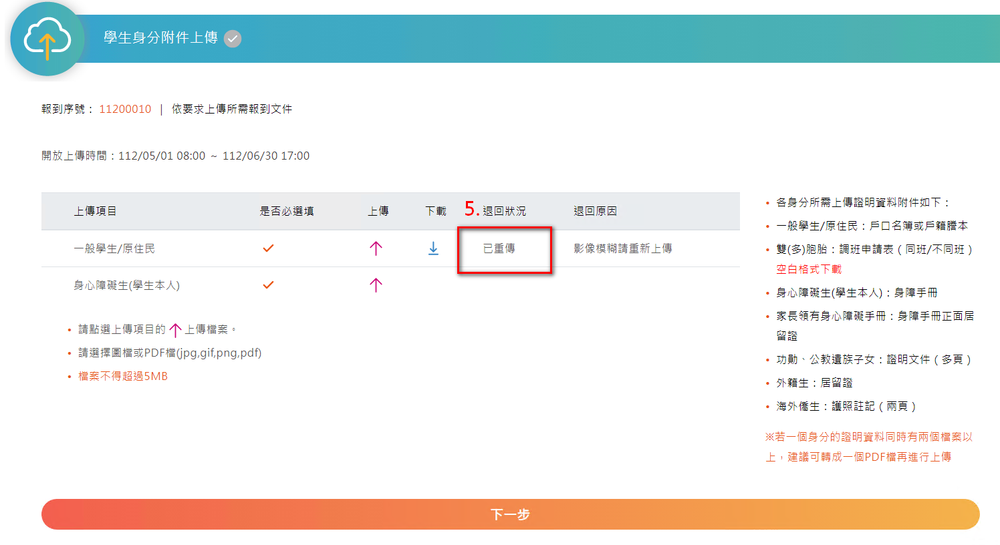 學生身分附件上傳
報到序號： 11200010 | 依要求上傳所需報到文件
開放上傳時間：112/05/01 08:00 ~ 112/06/30 17:00
上傳項目 是否必選填 上傳 下載 5. 退回狀況 退回原因
一般學生/原住民 已重傳 影像模糊請重新上傳
身心障礙生(學生本人)
• 請點選上傳項目的 上傳檔案。
• 請選擇圖檔或PDF檔(jpg,gif,png,pdf)
• 檔案不得超過5MB
• 各身分所需上傳證明資料附件如下：
• 一般學生/原住民：戶口名簿或戶籍謄本
• 雙(多)胞胎：調班申請表（同班/不同班）
空白格式下載
• 身心障礙生(學生本人)：身障手冊
• 家長領有身心障礙手冊：身障手冊正面居
留證
• 功勛、公教遺族子女：證明文件（多頁）
• 外籍生：居留證
• 海外僑生：護照註記（兩頁）
※若一個身分的證明資料同時有兩個檔案以
上，建議可轉成一個PDF檔再進行上傳
下一步